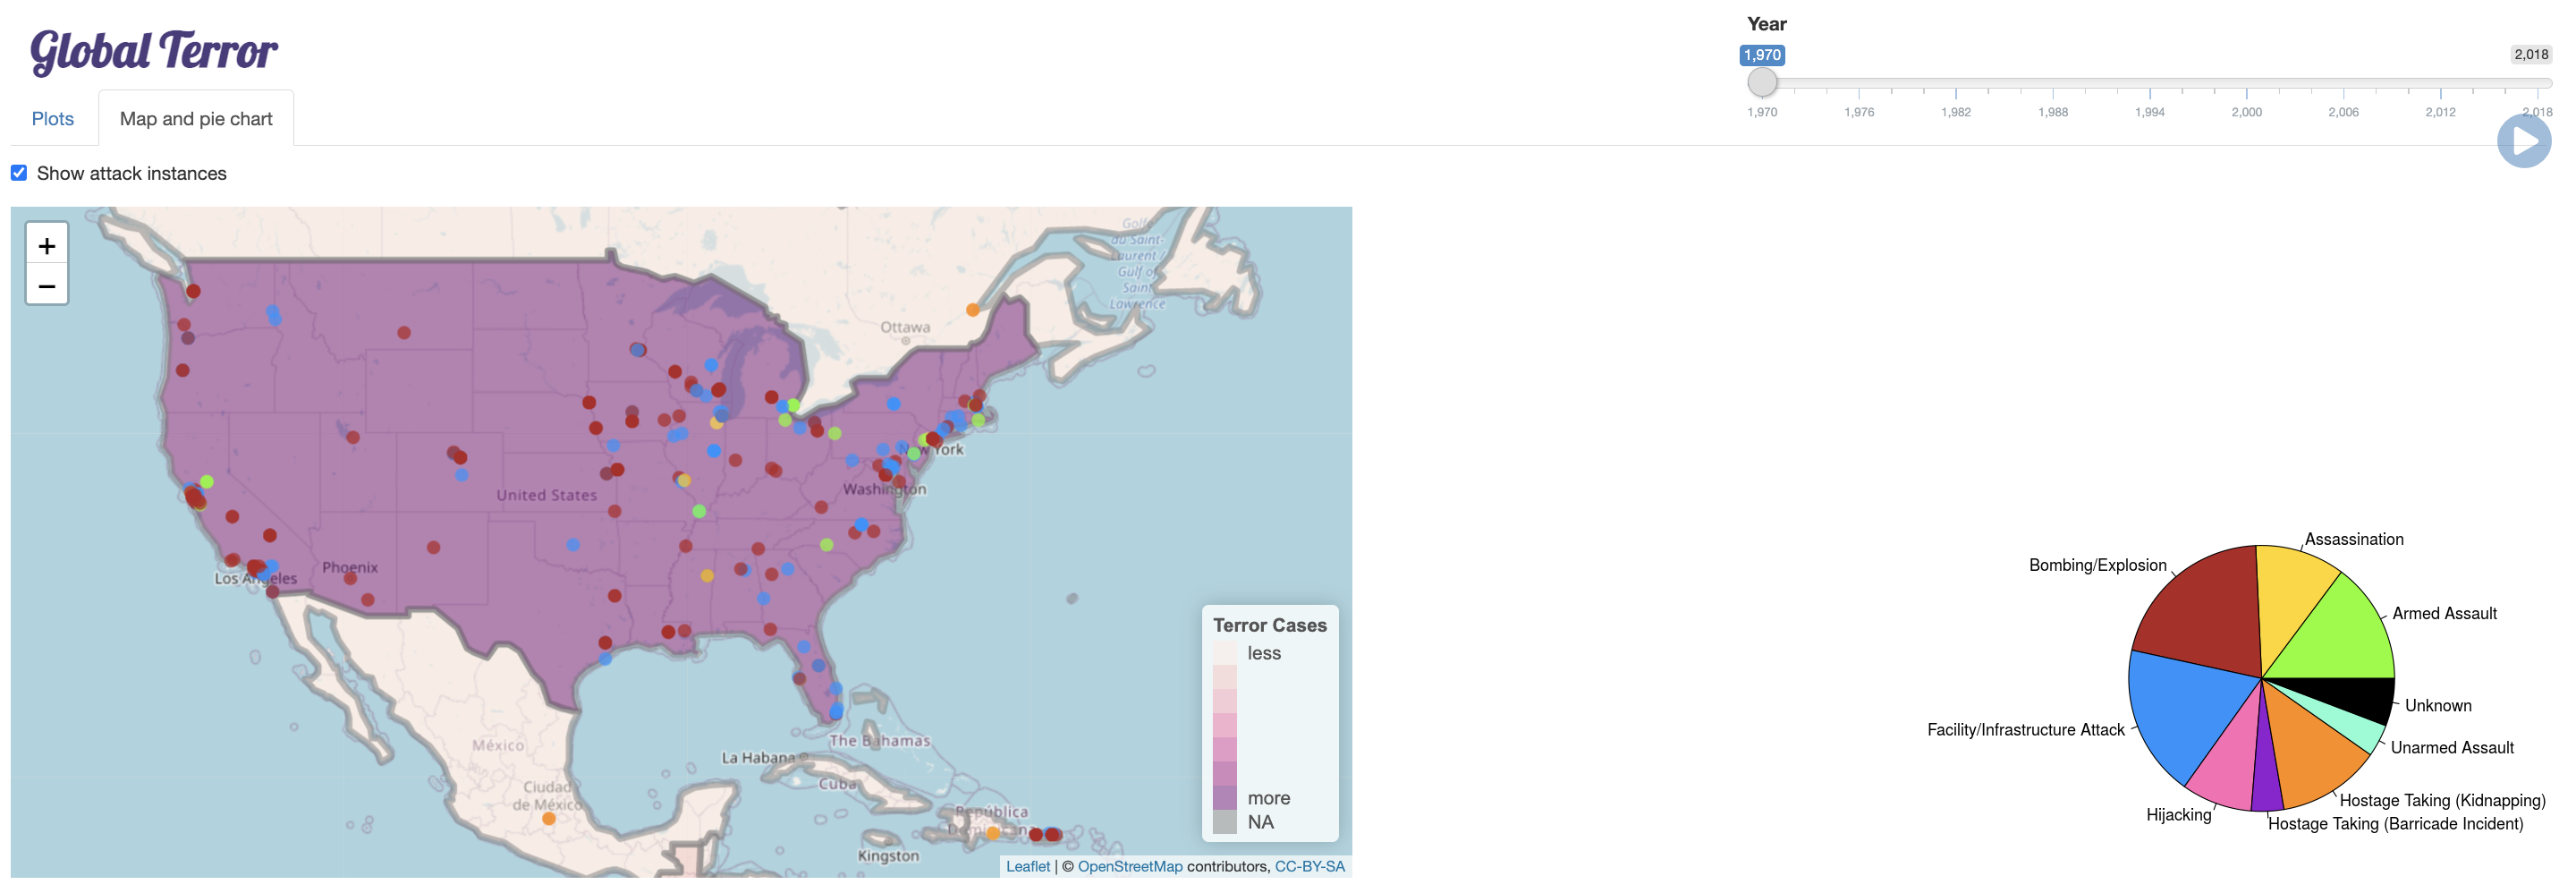 Global Terror
Year
1,970
2,018
1,970 1,976 1,982 1,988 1,994 2,000 2,006 2,012 2,018
Plots
Map and pie chart
Show attack instances
+
−
Golfe
du Saint-
Laurent /
Gulf of
Saint
Lawrence
Ottawa
New York
Washington
United States
Phoenix
Los Angeles
México
Ciudad
de México
La Habana
The Bahamas
Cuba
República
Dominicana
Kingston
Terror Cases
less
more
NA
Leaflet | © OpenStreetMap contributors, CC-BY-SA
Assassination
Bombing/Explosion
Armed Assault
Unknown
Facility/Infrastructure Attack
Unarmed Assault
Hostage Taking (Kidnapping)
Hijacking
Hostage Taking (Barricade Incident)